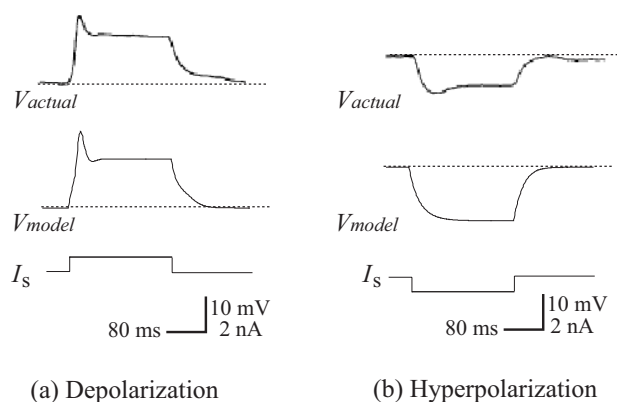 Vactual
Vmodel
Is
10 mV
80 ms 2 nA
(a) Depolarization
Vactual
Vmodel
Is
10 mV
80 ms 2 nA
(b) Hyperpolarization